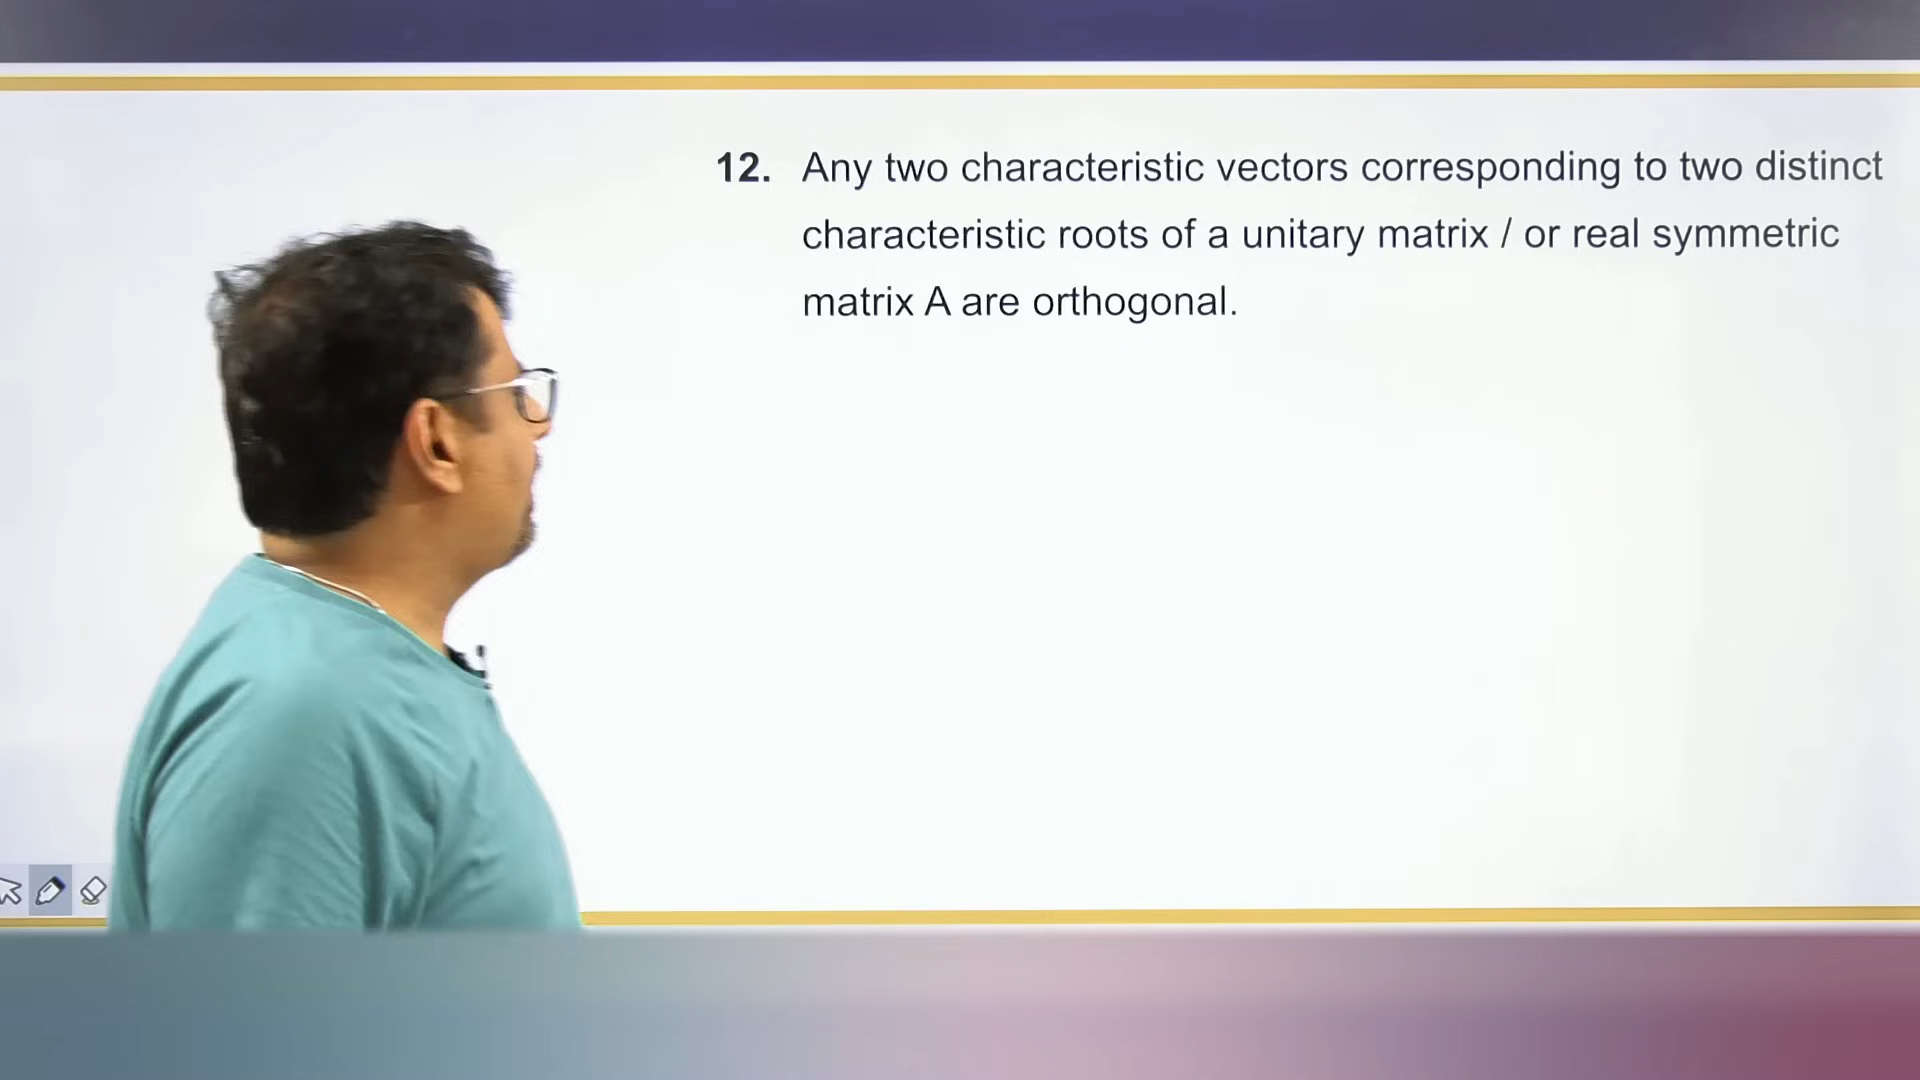 12. Any two characteristic vectors corresponding to two distinct
characteristic roots of a unitary matrix / or real symmetric
matrix A are orthogonal.